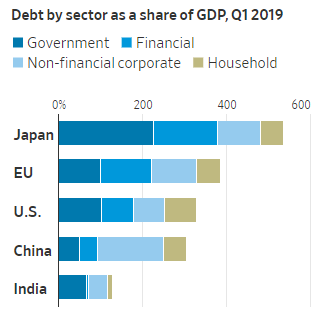 Debt by sector as a share of GDP, Q1 2019
Government Financial
Non-financial corporate Household
0% 200 400 600
Japan
EU
U.S.
China
India